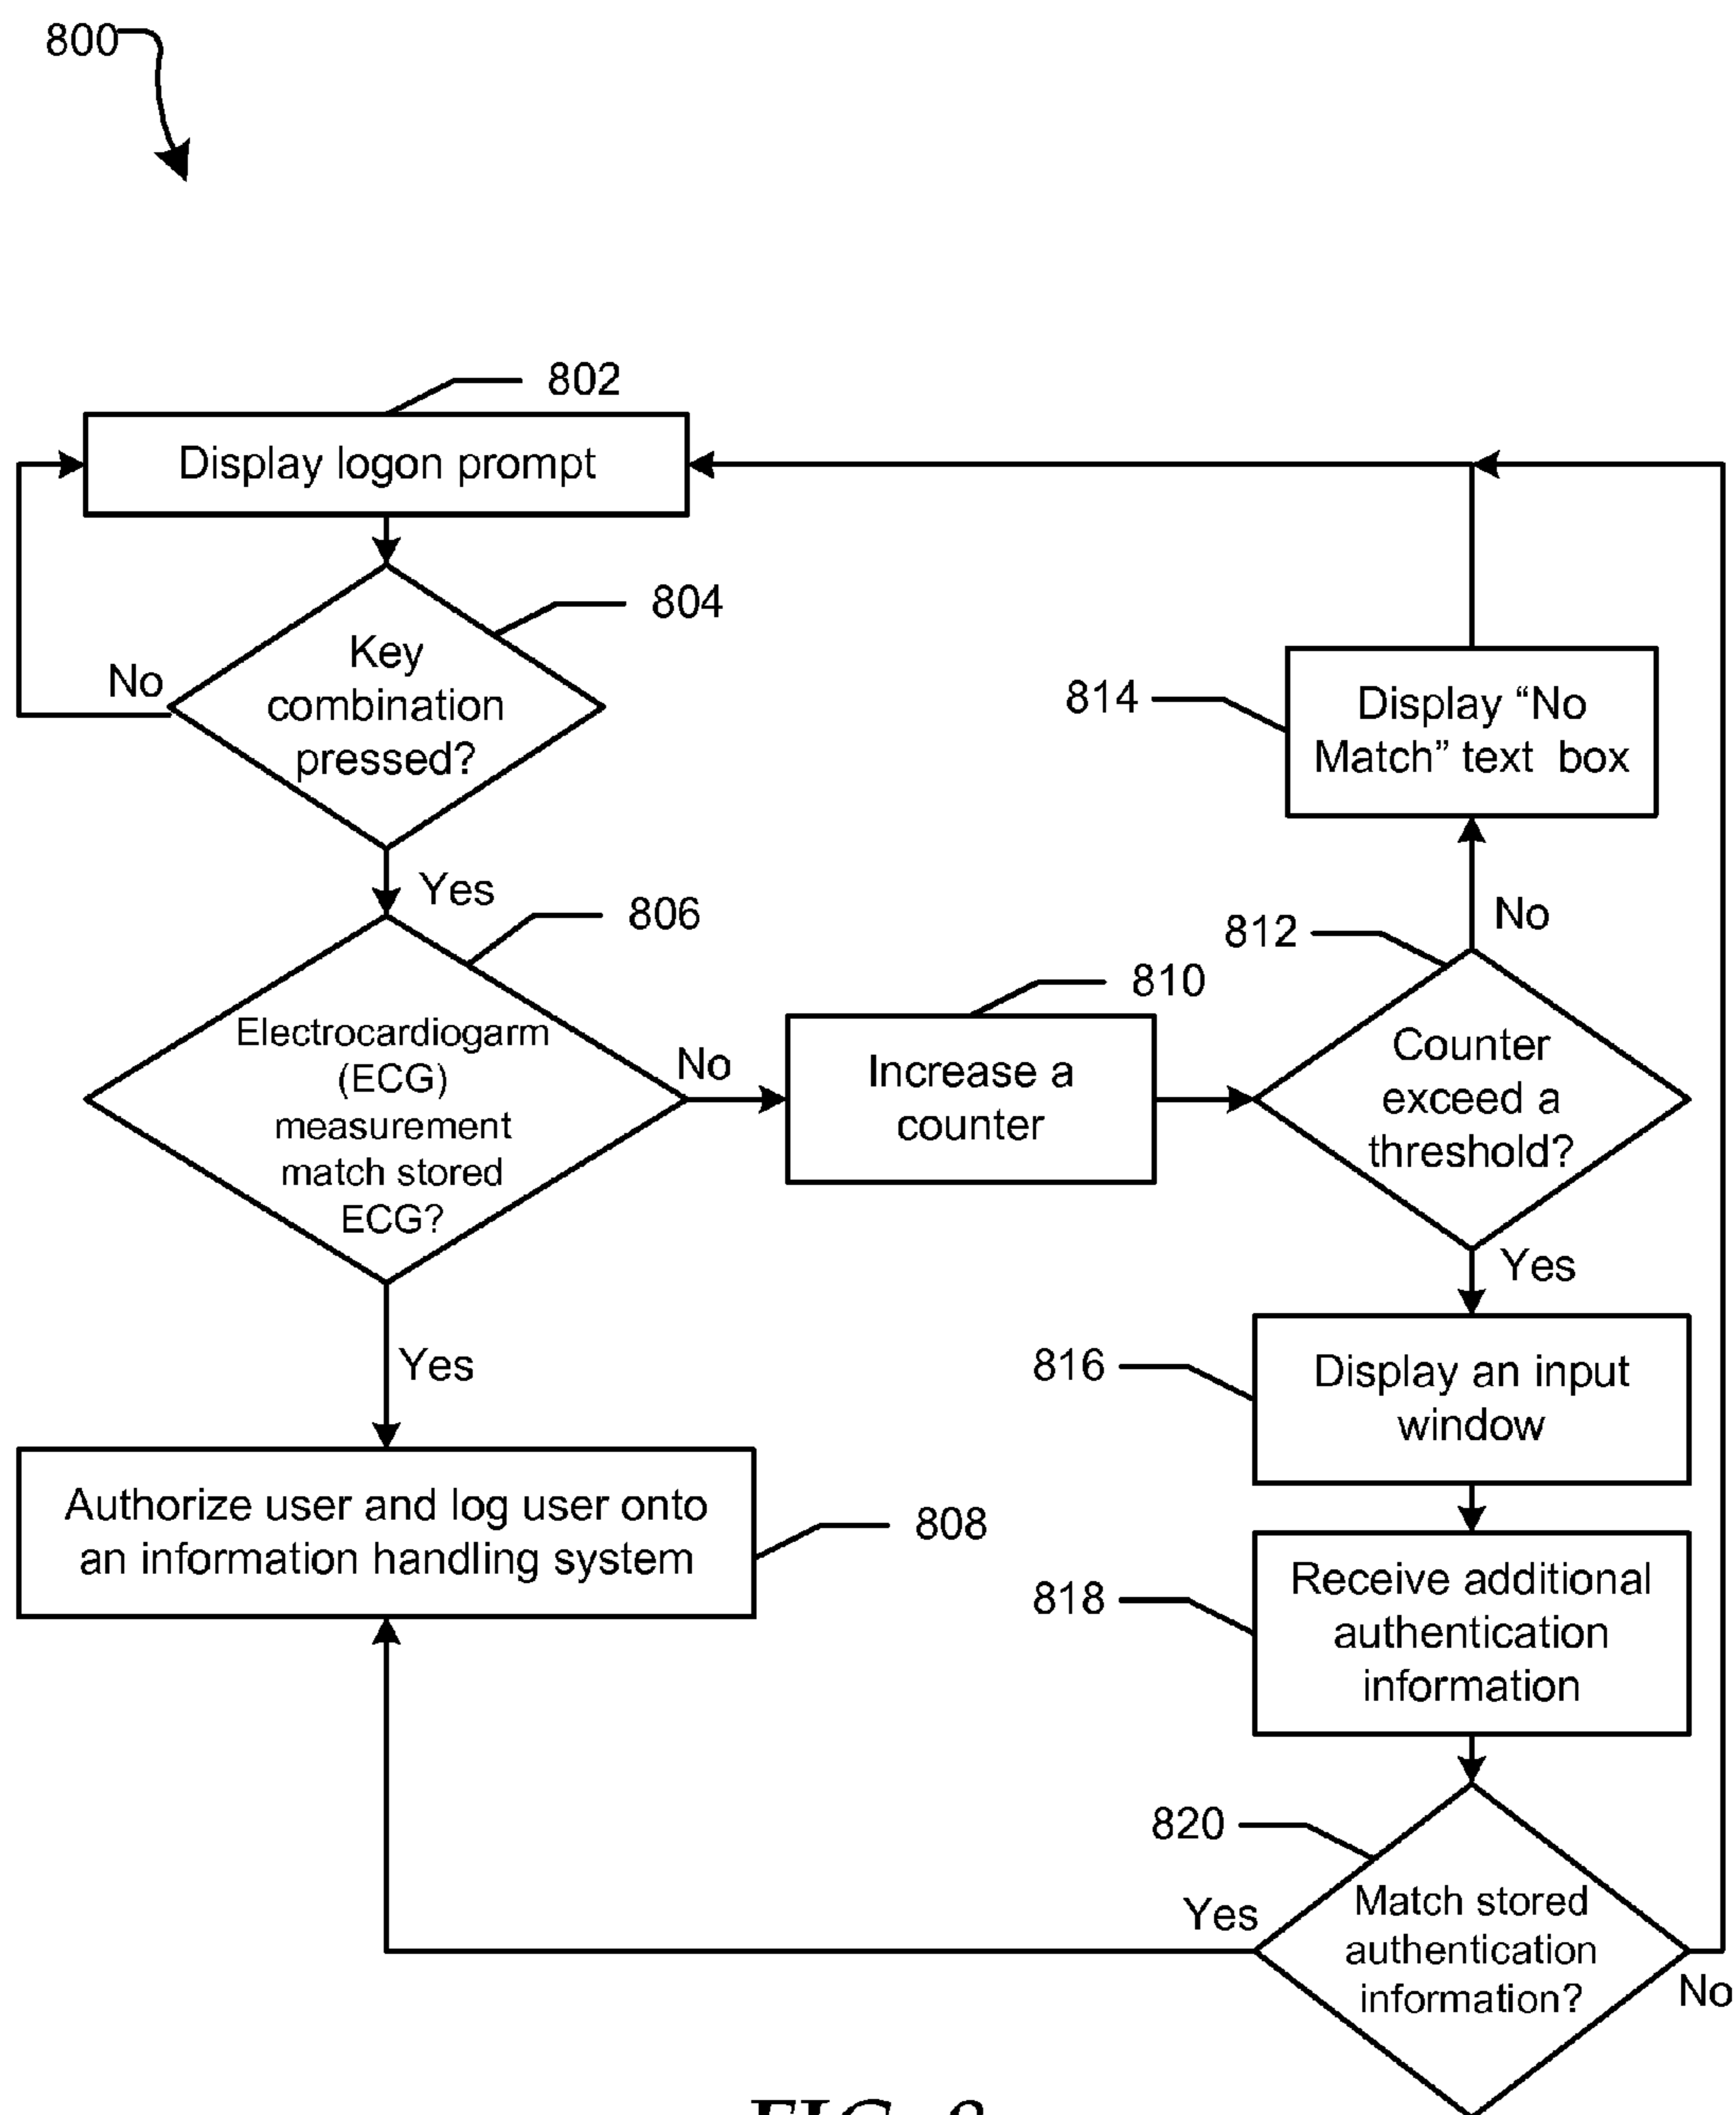 800
802
Display logon prompt
804
Key
combination
pressed?
No
Yes
806
Electrocardiogarm
(ECG)
measurement
match stored
ECG?
No
Yes
810
Increase a
counter
812
Counter
exceed a
threshold?
No
Yes
814
Display “No
Match” text box
808
Authorize user and log user onto
an information handling system
816
Display an input
window
818
Receive additional
authentication
information
820
Match stored
authentication
information?
Yes
No
FIG. 8